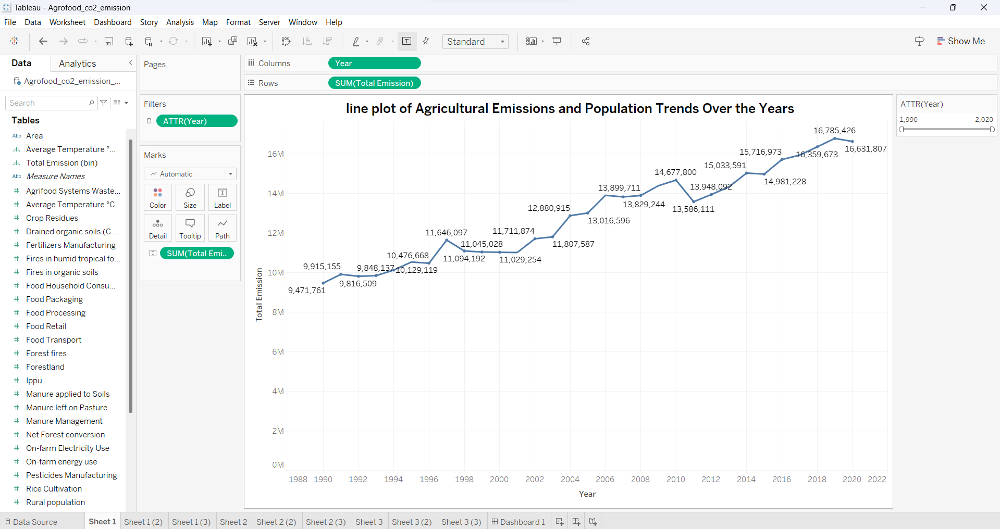 Tableau - Agrofood_co2_emission
File Data Worksheet Dashboard Story Analysis Map Format Server Window Help
Standard
Show Me
Data Analytics
Agrofood_co2_emission_...
Search
Tables
Abc Area
Average Temperature °...
Total Emission (bin)
Abc Measure Names
Agrifood Systems Waste...
Average Temperature °C
Crop Residues
Drained organic soils (C...
Fertilizers Manufacturing
Fires in humid tropical fo...
Fires in organic soils
Food Household Consu...
Food Packaging
Food Processing
Food Retail
Food Transport
Forest fires
Forestland
Ippu
Manure applied to Soils
Manure left on Pasture
Manure Management
Net Forest conversion
On-farm Electricity Use
On-farm energy use
Pesticides Manufacturing
Rice Cultivation
Rural population
Pages
Filters
ATTR(Year)
Marks
Automatic
Color Size Label
Detail Tooltip Path
SUM(Total Emi..
Columns Year
Rows SUM(Total Emission)
line plot of Agricultural Emissions and Population Trends Over the Years
Total Emission
16M
14M
12M
10M
8M
6M
4M
2M
0M
9,471,761
9,915,155
9,816,509
9,848,137
10,129,119
10,476,668
11,646,097
11,094,192
11,045,028
11,029,254
11,711,874
11,807,587
12,880,915
13,016,596
13,899,711
13,829,244
14,677,800
13,586,111
13,948,092
15,033,591
14,981,228
15,716,973
16,359,673
16,785,426
16,631,807
1988 1990 1992 1994 1996 1998 2000 2002 2004 2006 2008 2010 2012 2014 2016 2018 2020 2022
Year
ATTR(Year)
1,990 2,020
Data Source Sheet 1 Sheet 1 (2) Sheet 1 (3) Sheet 2 Sheet 2 (2) Sheet 2 (3) Sheet 3 Sheet 3 (2) Sheet 3 (3) Dashboard 1